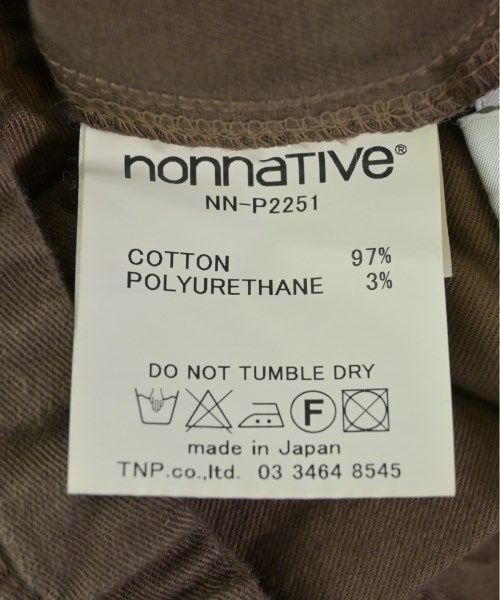 nonnative®
NN-P2251
COTTON 97%
POLYURETHANE 3%
DO NOT TUMBLE DRY
F
made in Japan
TNP.co.,ltd. 03 3464 8545